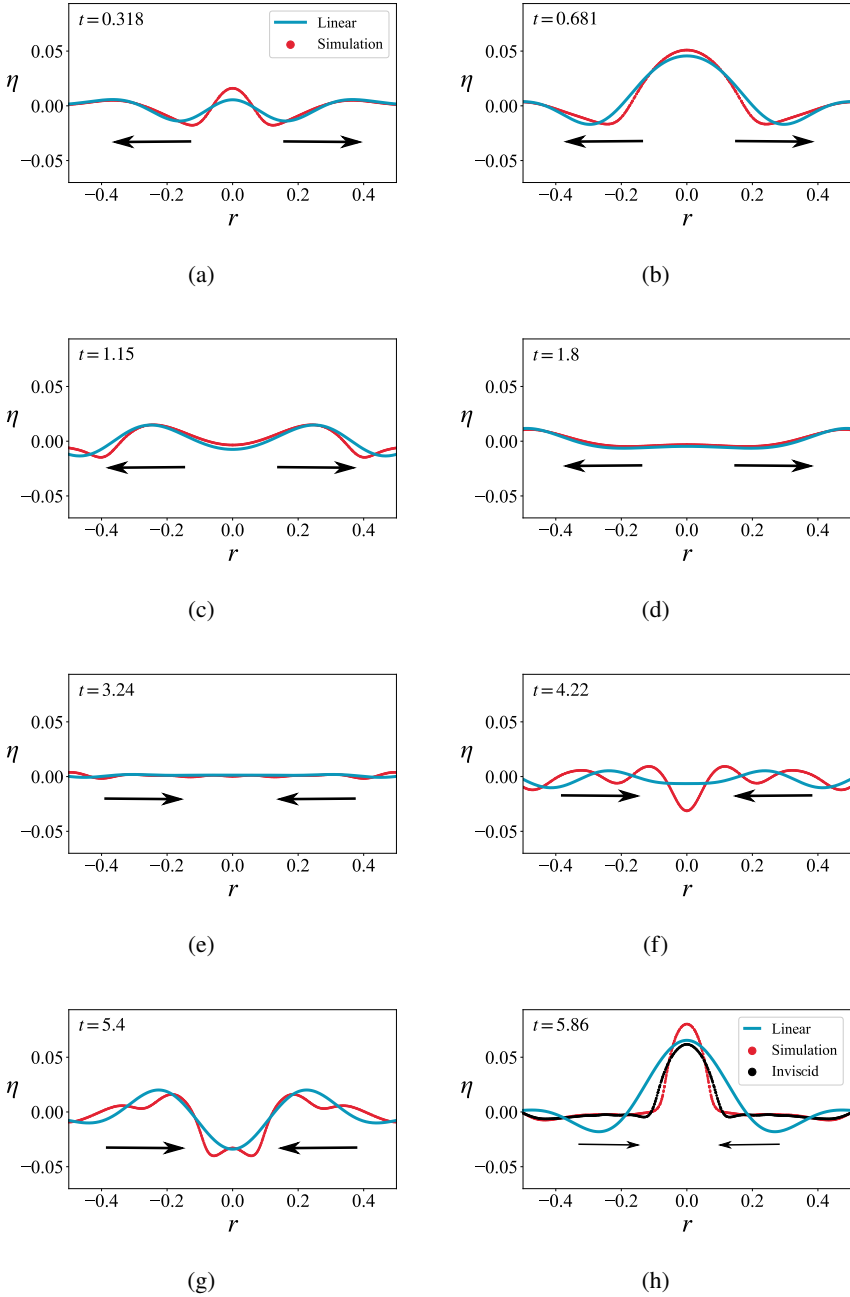 t=0.318
Linear
Simulation
η
0.05
0.00
−0.05
−0.4 −0.2 0.0 0.2 0.4
r
(a)
t=0.681
η
0.05
0.00
−0.05
−0.4 −0.2 0.0 0.2 0.4
r
(b)
t=1.15
η
0.05
0.00
−0.05
−0.4 −0.2 0.0 0.2 0.4
r
(c)
t=1.8
η
0.05
0.00
−0.05
−0.4 −0.2 0.0 0.2 0.4
r
(d)
t=3.24
η
0.05
0.00
−0.05
−0.4 −0.2 0.0 0.2 0.4
r
(e)
t=4.22
η
0.05
0.00
−0.05
−0.4 −0.2 0.0 0.2 0.4
r
(f)
t=5.4
η
0.05
0.00
−0.05
−0.4 −0.2 0.0 0.2 0.4
r
(g)
t=5.86
Linear
Simulation
Inviscid
η
0.05
0.00
−0.05
−0.4 −0.2 0.0 0.2 0.4
r
(h)